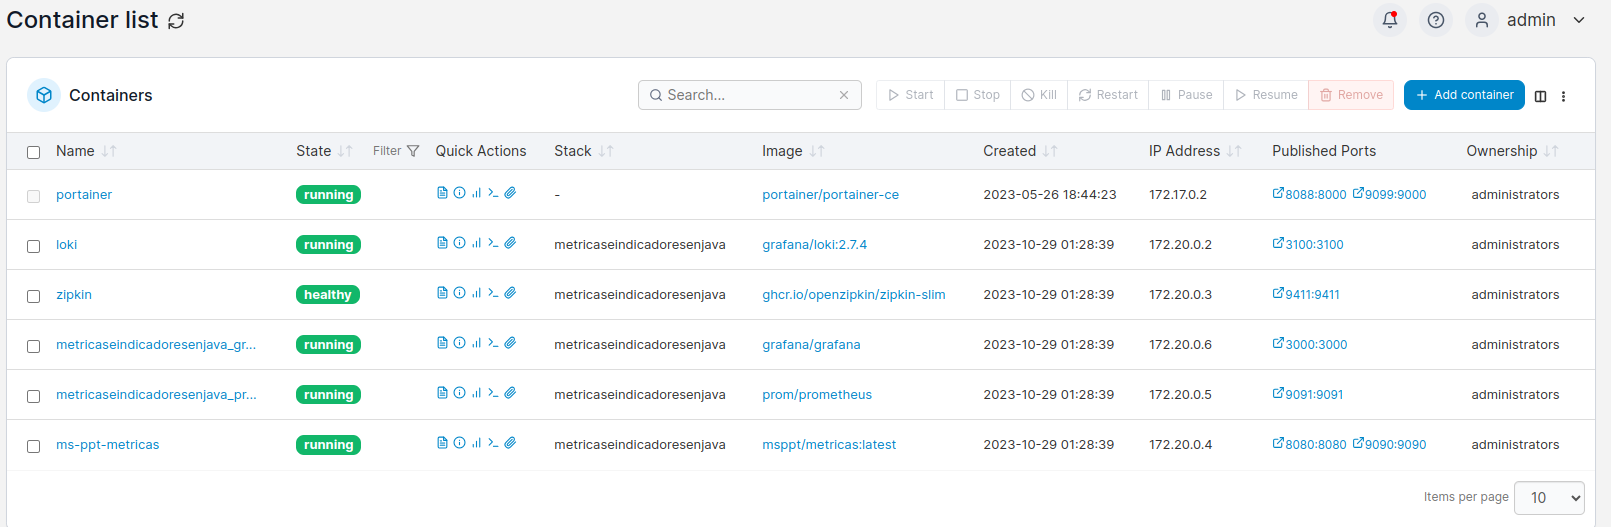 Container list
admin
Containers
Search...
Start Stop Kill Restart Pause Resume Remove Add container
Name State Filter Quick Actions Stack Image Created IP Address Published Ports Ownership
portainer running - portainer/portainer-ce 2023-05-26 18:44:23 172.17.0.2 8088:8000 9099:9000 administrators
loki running metricaseindicadoresenjava grafana/loki:2.7.4 2023-10-29 01:28:39 172.20.0.2 3100:3100 administrators
zipkin healthy metricaseindicadoresenjava ghcr.io/openzipkin/zipkin-slim 2023-10-29 01:28:39 172.20.0.3 9411:9411 administrators
metricaseindicadoresenjava_gr... running metricaseindicadoresenjava grafana/grafana 2023-10-29 01:28:39 172.20.0.6 3000:3000 administrators
metricaseindicadoresenjava_pr... running metricaseindicadoresenjava prom/prometheus 2023-10-29 01:28:39 172.20.0.5 9091:9091 administrators
ms-ppt-metricas running metricaseindicadoresenjava msppt/metricas:latest 2023-10-29 01:28:39 172.20.0.4 8080:8080 9090:9090 administrators
Items per page 10